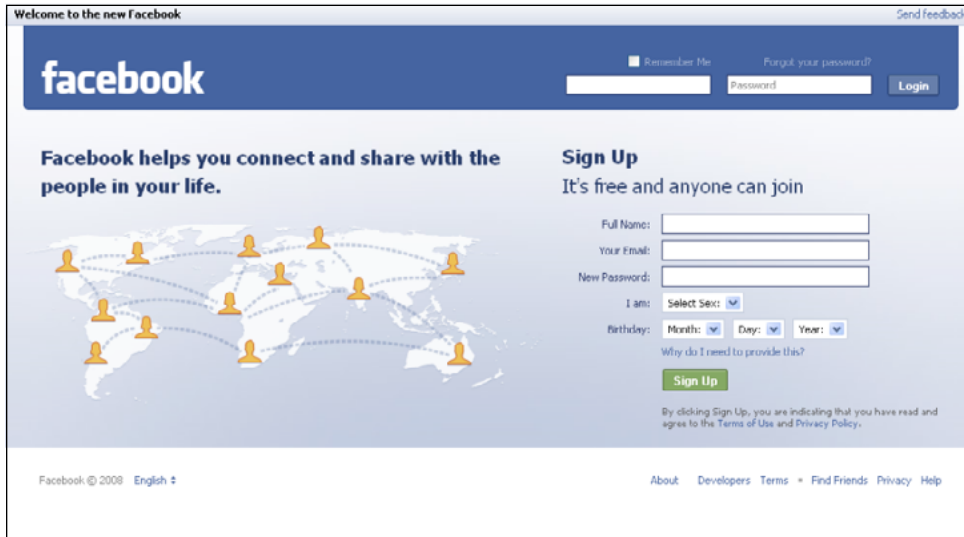 Welcome to the new Facebook
Send feedback
facebook
Remember Me
Forgot your password?
Password
Login
Facebook helps you connect and share with the
people in your life.
Sign Up
It's free and anyone can join
Full Name:
Your Email:
New Password:
I am: Select Sex:
Birthday: Month: Day: Year:
Why do I need to provide this?
Sign Up
By clicking Sign Up, you are indicating that you have read and
agree to the Terms of Use and Privacy Policy.
Facebook © 2008 English
About Developers Terms • Find Friends Privacy Help